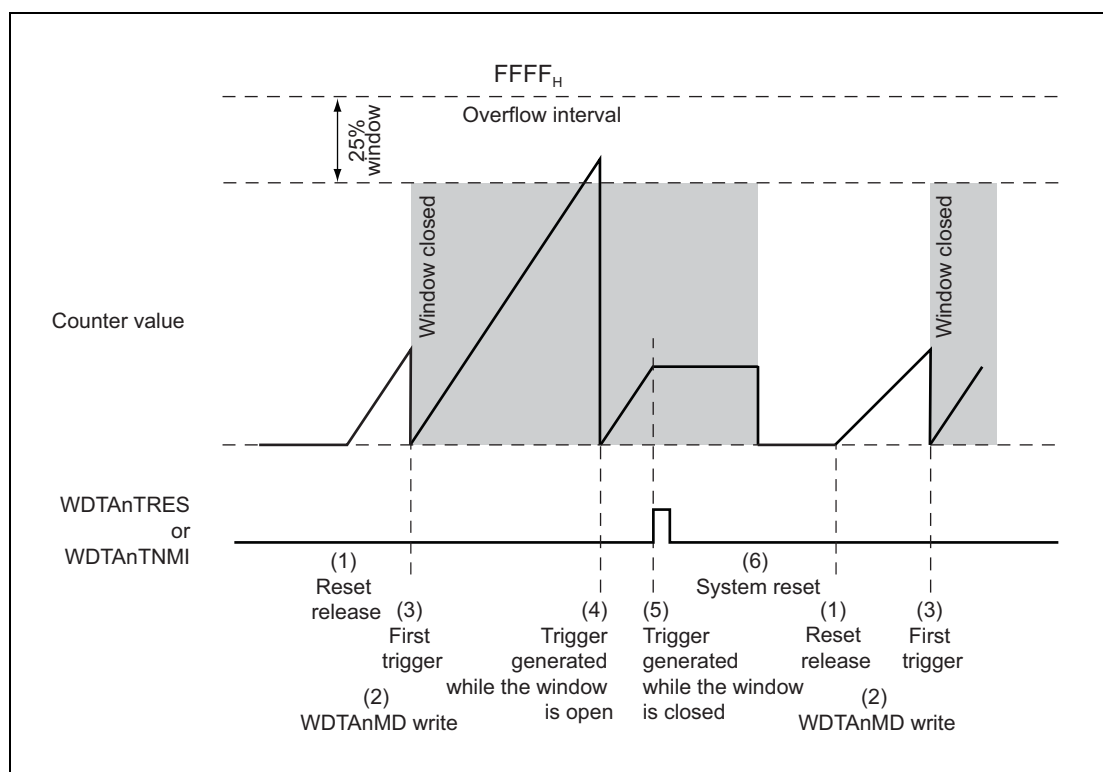 FFFFH
Overflow interval
25%
window
Window closed
Window closed
Counter value
WDTAnTRES
or
WDTAnTNMI
(1)
Reset
release
(3)
First
trigger
(2)
WDTAnMD write
(4)
Trigger
generated
while the window
is open
(5)
Trigger
generated
while the window
is closed
(6)
System reset
(1)
Reset
release
(3)
First
trigger
(2)
WDTAnMD write